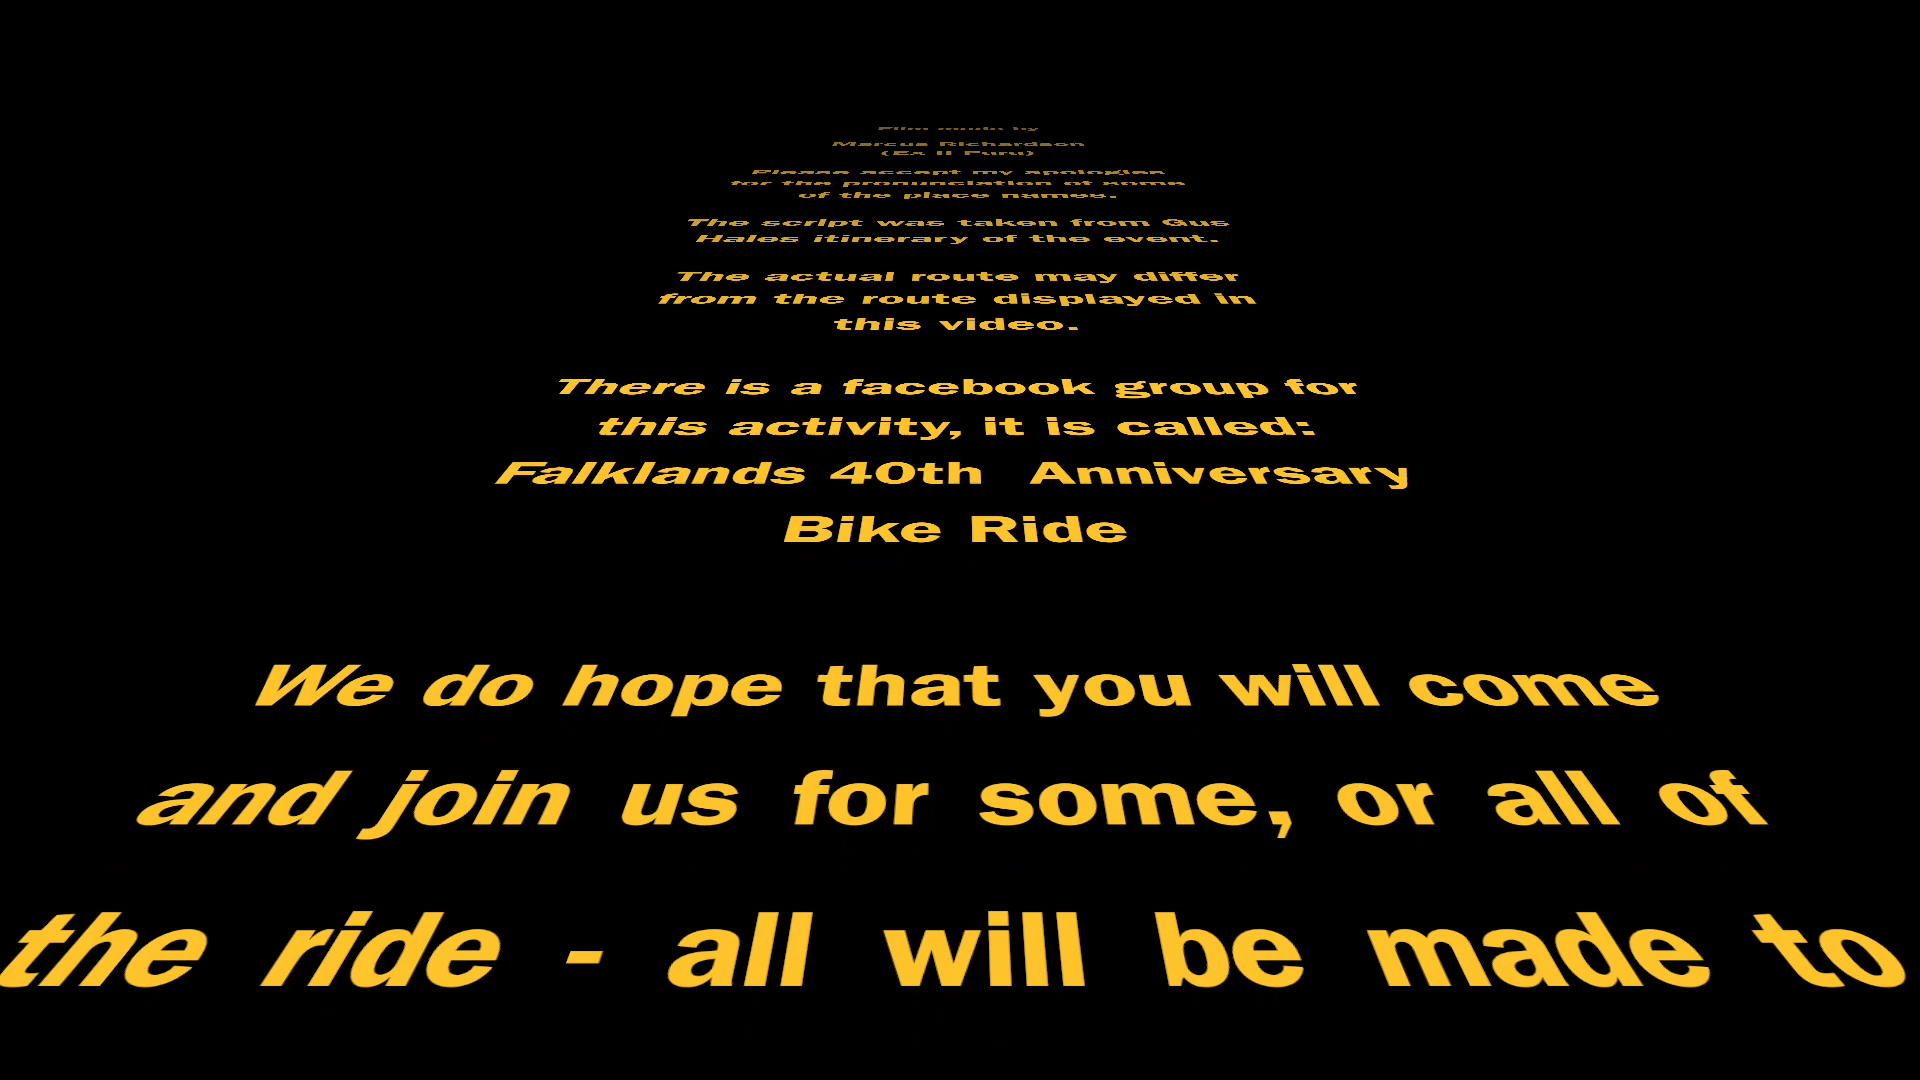 Film made by
Marcus Richardson
(Ex II Para)
Please accept my apologies
for the pronunciation of some
of the place names.
The script was taken from Gus
Hales itinerary of the event.
The actual route may differ
from the route displayed in
this video.
There is a facebook group for
this activity, it is called:
Falklands 40th Anniversary
Bike Ride
We do hope that you will come
and join us for some, or all of
the ride - all will be made to